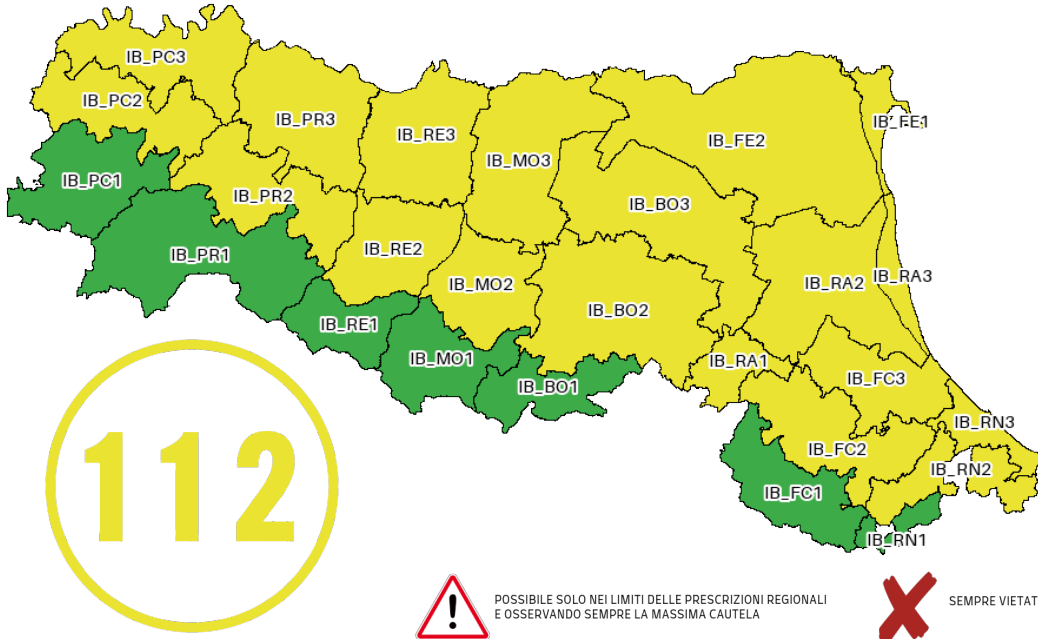 IB_PC3
IB_PC2
IB_PR3
IB_FE1
IB_RE3
IB_FE2
IB_MO3
IB_PC1
IB_PR2
IB_BO3
IB_RE2
IB_PR1
IB_RA3
IB_RA2
IB_MO2
IB_BO2
IB_RE1
IB_MO1
IB_RA1
IB_FC3
IB_BO1
IB_RN3
IB_FC2
IB_RN2
IB_FC1
IB_RN1
112
POSSIBILE SOLO NEI LIMITI DELLE PRESCRIZIONI REGIONALI
E OSSERVANDO SEMPRE LA MASSIMA CAUTELA
SEMPRE VIETAT